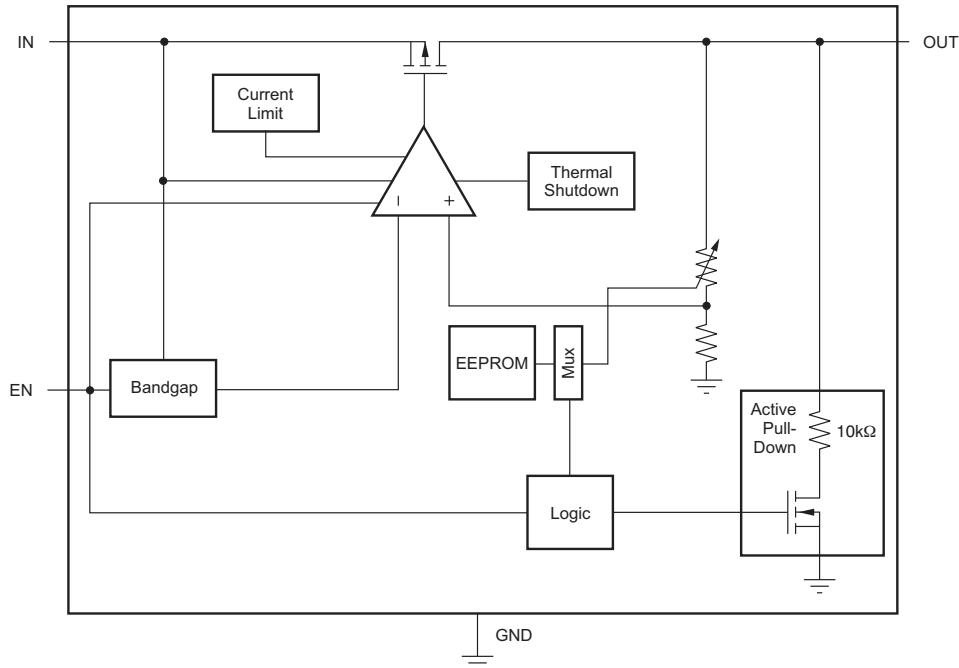 IN
OUT
Current
Limit
Thermal
Shutdown
–
+
EEPROM
Mux
EN
Bandgap
Active
Pull-
Down
10kΩ
Logic
GND